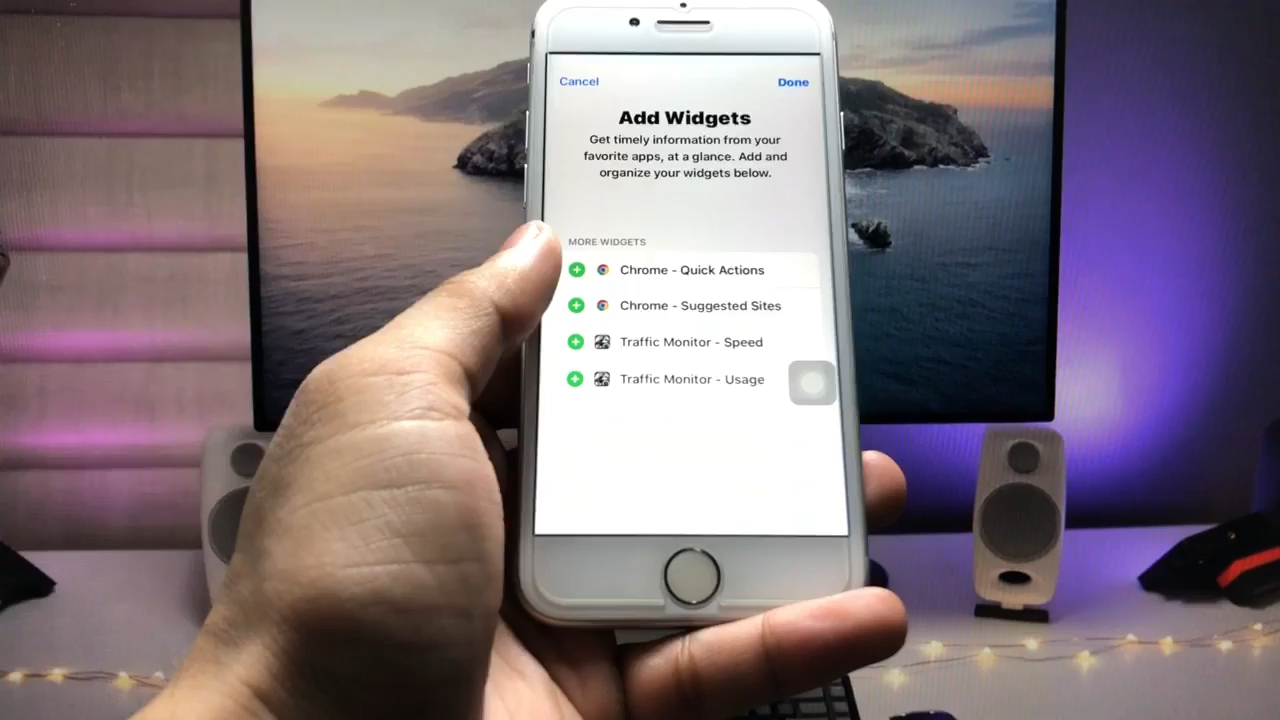 Cancel
Done
Add Widgets
Get timely information from your
favorite apps, at a glance. Add and
organize your widgets below.
MORE WIDGETS
Chrome - Quick Actions
Chrome - Suggested Sites
Traffic Monitor - Speed
Traffic Monitor - Usage